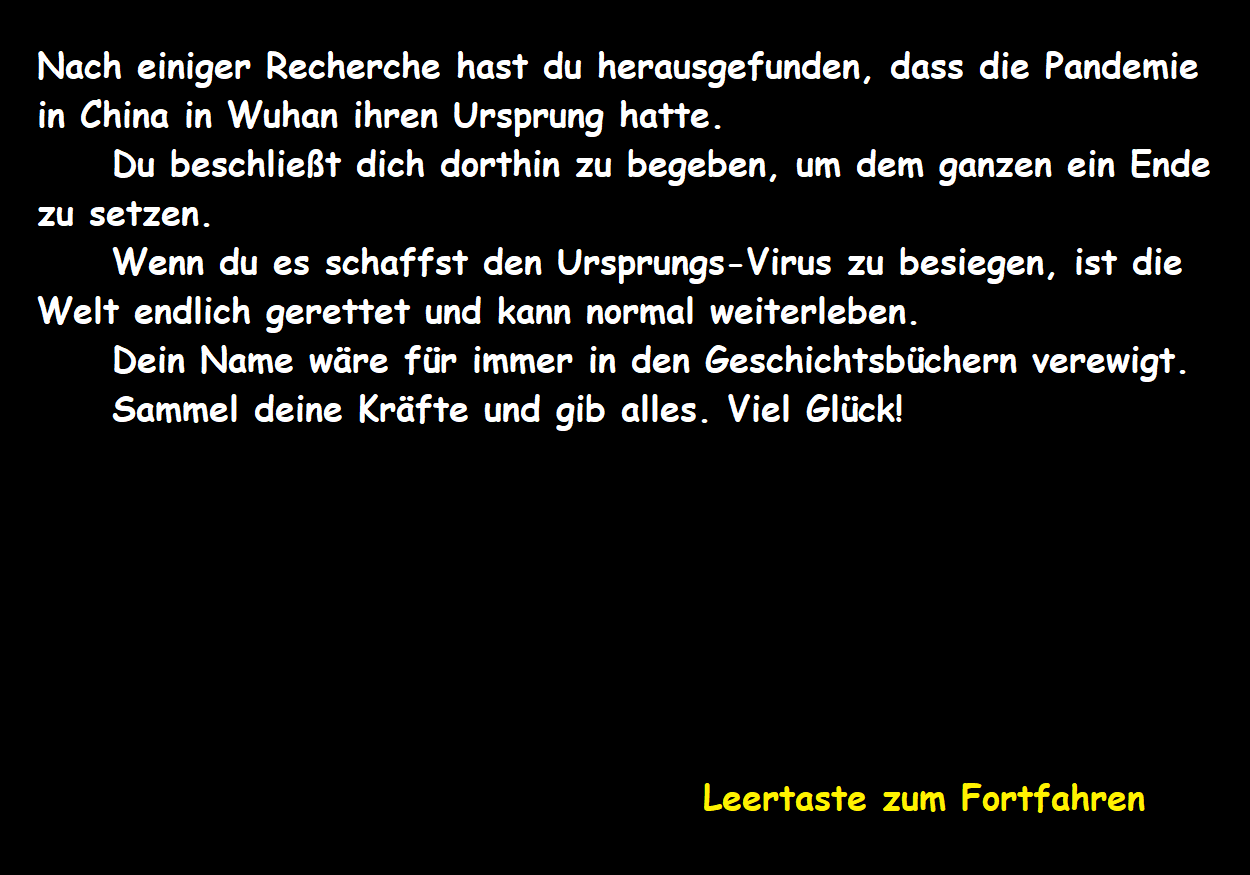 Nach einiger Recherche hast du herausgefunden, dass die Pandemie
in China in Wuhan ihren Ursprung hatte.
Du beschließt dich dorthin zu begeben, um dem ganzen ein Ende
zu setzen.
Wenn du es schaffst den Ursprungs-Virus zu besiegen, ist die
Welt endlich gerettet und kann normal weiterleben.
Dein Name wäre für immer in den Geschichtsbüchern verewigt.
Sammel deine Kräfte und gib alles. Viel Glück!
Leertaste zum Fortfahren